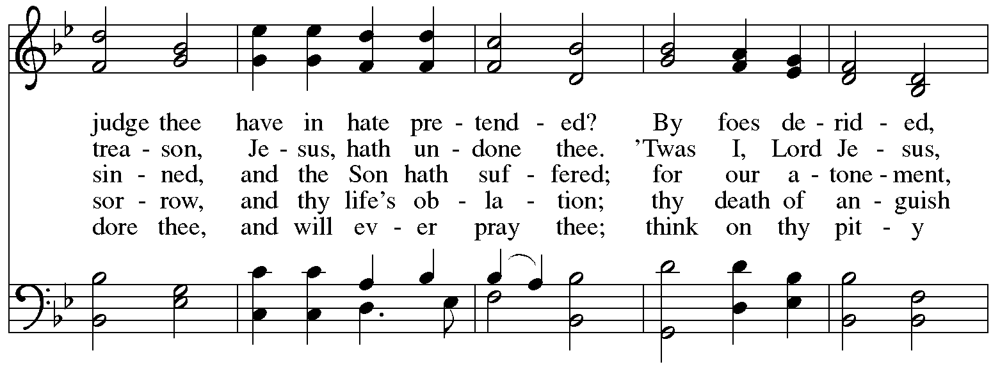 judge thee have in hate pre - tend - ed? By foes de - rid - ed,
trea - son, Je - sus, hath un - done thee. 'Twas I, Lord Je - sus,
sin - ned, and the Son hath suf - fered; for our a - tone - ment,
sor - row, and thy life's ob - la - tion; thy death of an - guish
dore thee, and will ev - er pray thee; think on thy pit - y